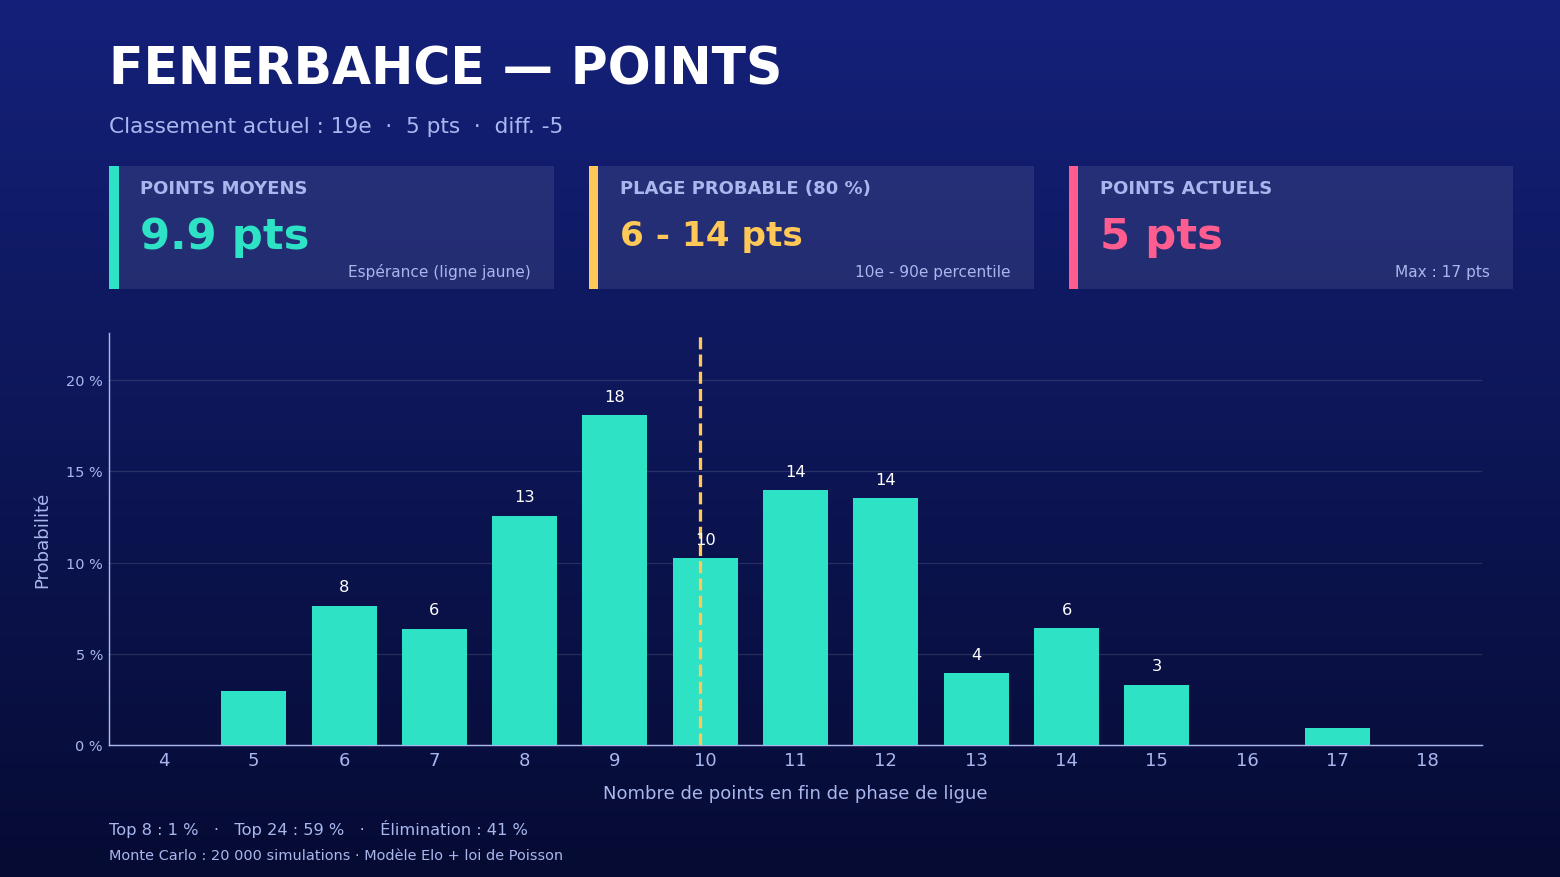 FENERBAHCE — POINTS
Classement actuel : 19e · 5 pts · diff. -5
POINTS MOYENS
9.9 pts
Espérance (ligne jaune)
PLAGE PROBABLE (80 %)
6 - 14 pts
10e - 90e percentile
POINTS ACTUELS
5 pts
Max : 17 pts
Probabilité
20 %
15 %
10 %
5 %
0 %
8
6
13
18
10
14
14
4
6
3
4 5 6 7 8 9 10 11 12 13 14 15 16 17 18
Nombre de points en fin de phase de ligue
Top 8 : 1 % · Top 24 : 59 % · Élimination : 41 %
Monte Carlo : 20 000 simulations · Modèle Elo + loi de Poisson